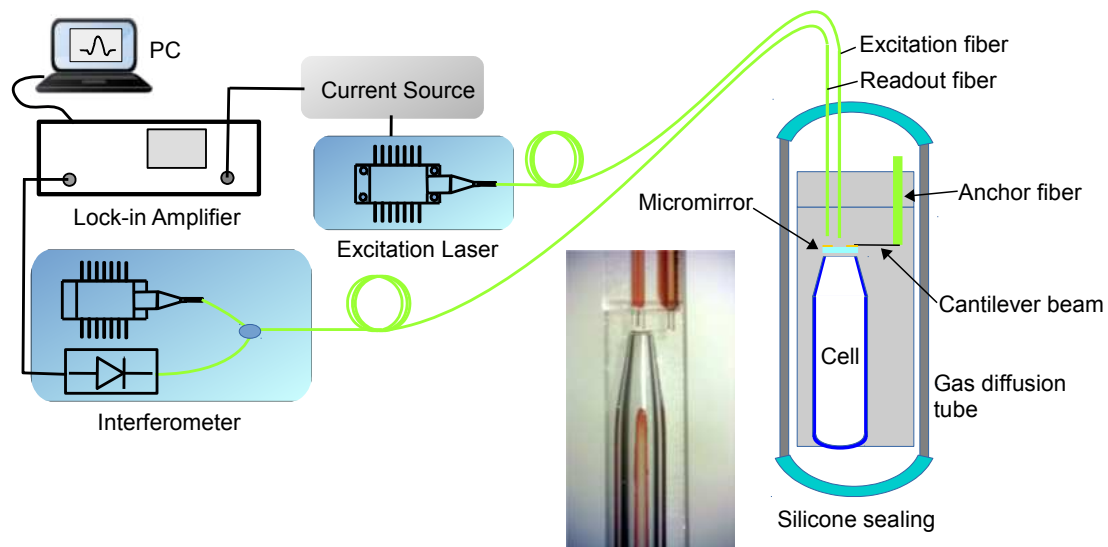 PC
Current Source
Lock-in Amplifier
Excitation Laser
Interferometer
Excitation fiber
Readout fiber
Anchor fiber
Micromirror
Cantilever beam
Cell
Gas diffusion
tube
Silicone sealing